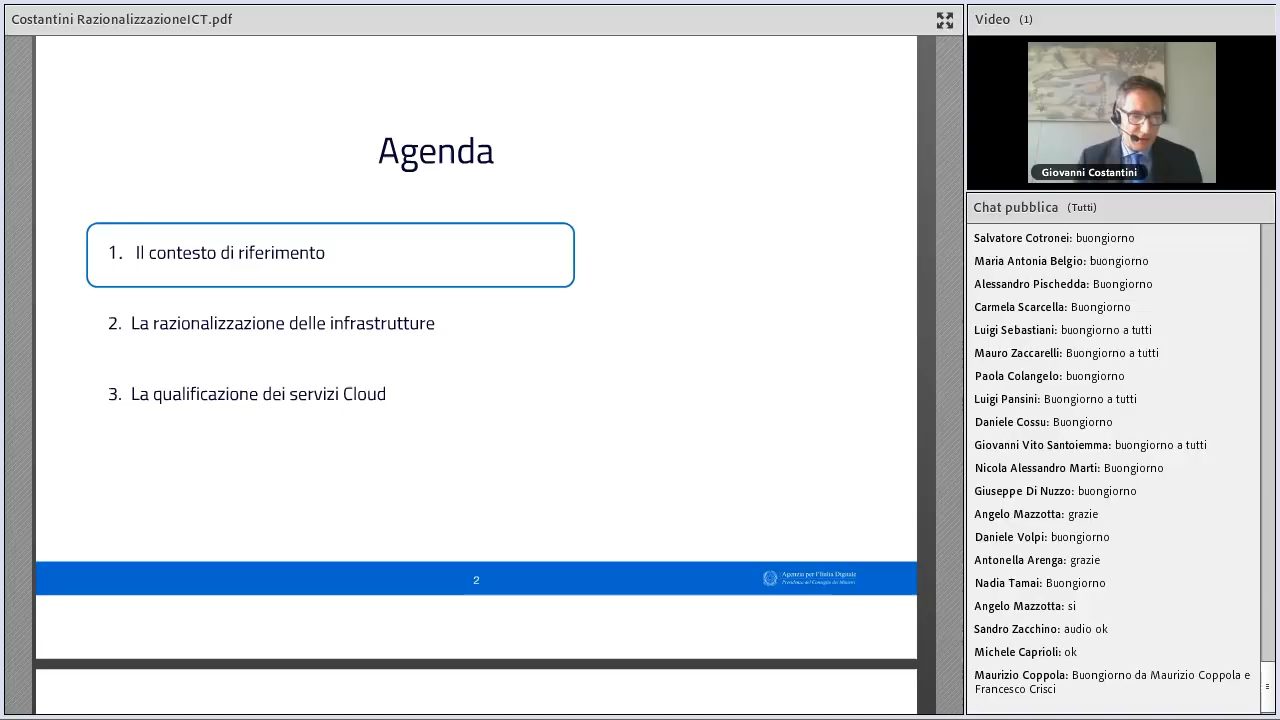 Costantini RazionalizzazioneICT.pdf
Agenda
1. Il contesto di riferimento
2. La razionalizzazione delle infrastrutture
3. La qualificazione dei servizi Cloud
2
Agenzia per l'Italia Digitale
Presidenza del Consiglio dei Ministri
Video (1)
Giovanni Costantini
Chat pubblica (Tutti)
Salvatore Cotronei: buongiorno
Maria Antonia Belgio: buongiorno
Alessandro Pischedda: Buongiorno
Carmela Scarcella: Buongiorno
Luigi Sebastiani: buongiorno a tutti
Mauro Zaccarelli: Buongiorno a tutti
Paola Colangelo: buongiorno
Luigi Pansini: Buongiorno a tutti
Daniele Cossu: Buongiorno
Giovanni Vito Santoiemma: buongiorno a tutti
Nicola Alessandro Marti: Buongiorno
Giuseppe Di Nuzzo: buongiorno
Angelo Mazzotta: grazie
Daniele Volpi: buongiorno
Antonella Arenga: grazie
Nadia Tamai: Buongiorno
Angelo Mazzotta: si
Sandro Zacchino: audio ok
Michele Caprioli: ok
Maurizio Coppola: Buongiorno da Maurizio Coppola e
Francesco Crisci